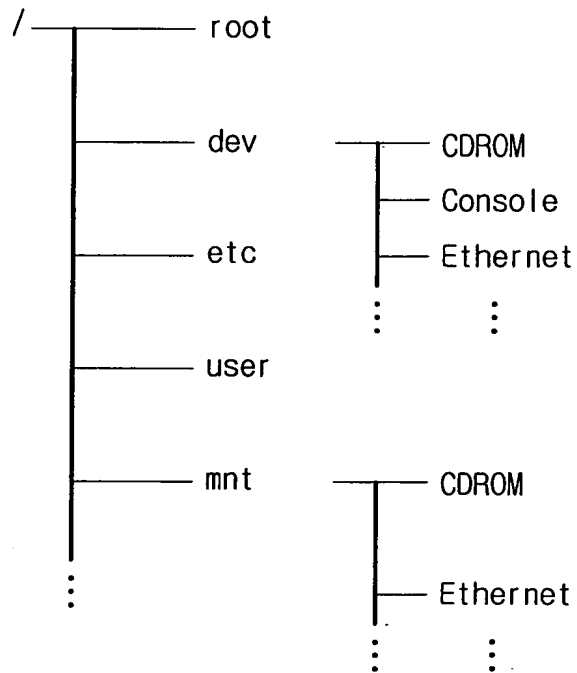 / root
dev CDROM
Console
etc Ethernet
user
mnt CDROM
Ethernet